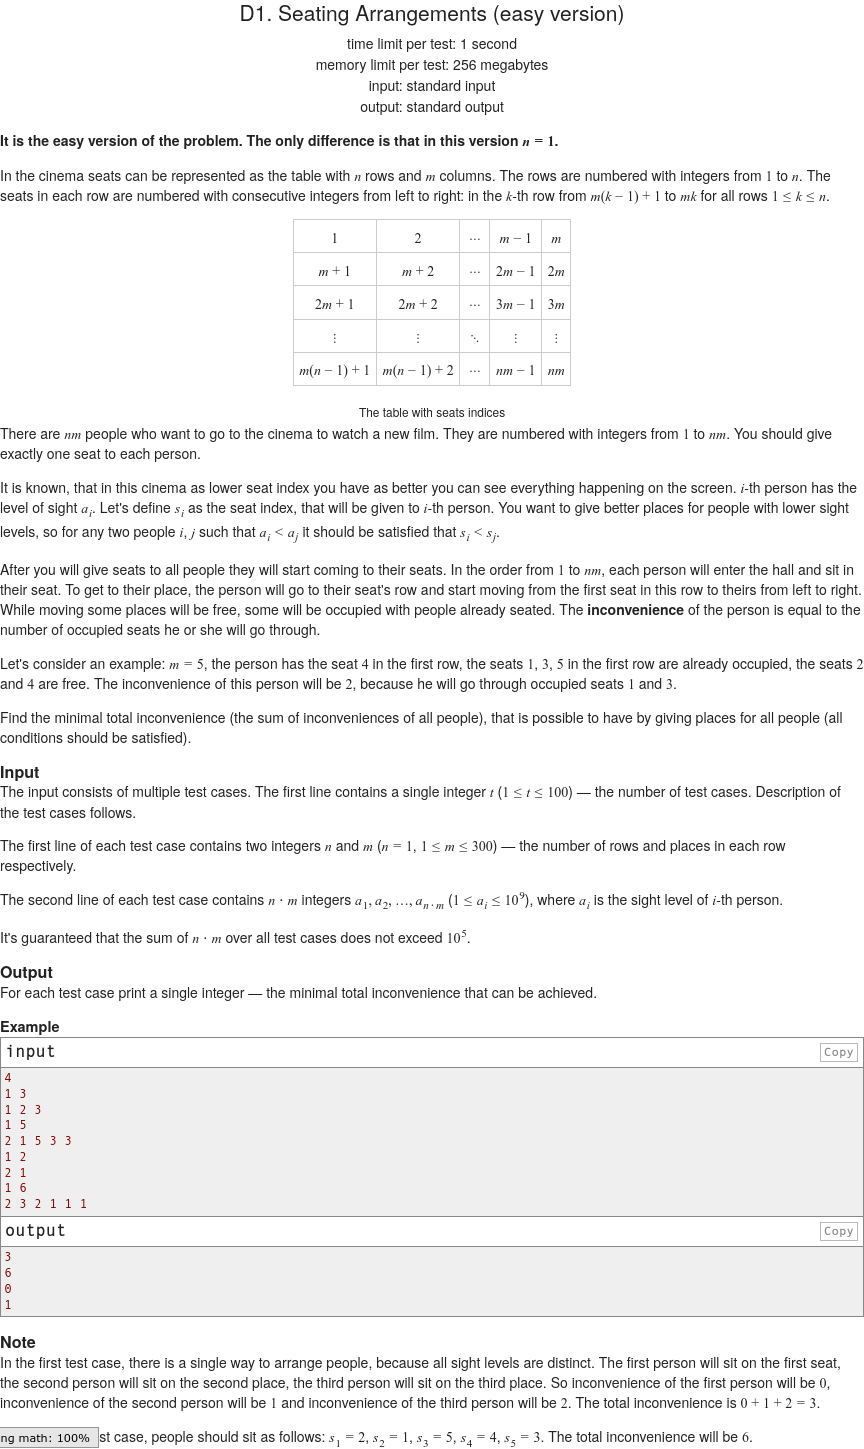 D1. Seating Arrangements (easy version)
time limit per test: 1 second
memory limit per test: 256 megabytes
input: standard input
output: standard output
It is the easy version of the problem. The only difference is that in this version n = 1.
In the cinema seats can be represented as the table with n rows and m columns. The rows are numbered with integers from 1 to n. The
seats in each row are numbered with consecutive integers from left to right: in the k-th row from m(k − 1) + 1 to mk for all rows 1 ≤ k ≤ n.
1 2 ⋯ m − 1 m
m + 1 m + 2 ⋯ 2m − 1 2m
2m + 1 2m + 2 ⋯ 3m − 1 3m
⋮ ⋮ ⋱ ⋮ ⋮
m(n − 1) + 1 m(n − 1) + 2 ⋯ nm − 1 nm
The table with seats indices
There are nm people who want to go to the cinema to watch a new film. They are numbered with integers from 1 to nm. You should give
exactly one seat to each person.
It is known, that in this cinema as lower seat index you have as better you can see everything happening on the screen. i-th person has the
level of sight a_i. Let's define s_i as the seat index, that will be given to i-th person. You want to give better places for people with lower sight
levels, so for any two people i, j such that a_i < a_j it should be satisfied that s_i < s_j.
After you will give seats to all people they will start coming to their seats. In the order from 1 to nm, each person will enter the hall and sit in
their seat. To get to their place, the person will go to their seat's row and start moving from the first seat in this row to theirs from left to right.
While moving some places will be free, some will be occupied with people already seated. The inconvenience of the person is equal to the
number of occupied seats he or she will go through.
Let's consider an example: m = 5, the person has the seat 4 in the first row, the seats 1, 3, 5 in the first row are already occupied, the seats 2
and 4 are free. The inconvenience of this person will be 2, because he will go through occupied seats 1 and 3.
Find the minimal total inconvenience (the sum of inconveniences of all people), that is possible to have by giving places for all people (all
conditions should be satisfied).
Input
The input consists of multiple test cases. The first line contains a single integer t (1 ≤ t ≤ 100) — the number of test cases. Description of
the test cases follows.
The first line of each test case contains two integers n and m (n = 1, 1 ≤ m ≤ 300) — the number of rows and places in each row
respectively.
The second line of each test case contains n · m integers a_1, a_2, …, a_{n·m} (1 ≤ a_i ≤ 10^9), where a_i is the sight level of i-th person.
It's guaranteed that the sum of n · m over all test cases does not exceed 10^5.
Output
For each test case print a single integer — the minimal total inconvenience that can be achieved.
Example
input Copy
4
1 3
1 2 3
1 5
2 1 5 3 3
1 2
2 1
1 6
2 3 2 1 1 1
output Copy
3
6
0
1
Note
In the first test case, there is a single way to arrange people, because all sight levels are distinct. The first person will sit on the first seat,
the second person will sit on the second place, the third person will sit on the third place. So inconvenience of the first person will be 0,
inconvenience of the second person will be 1 and inconvenience of the third person will be 2. The total inconvenience is 0 + 1 + 2 = 3.
ng math: 100% st case, people should sit as follows: s_1 = 2, s_2 = 1, s_3 = 5, s_4 = 4, s_5 = 3. The total inconvenience will be 6.